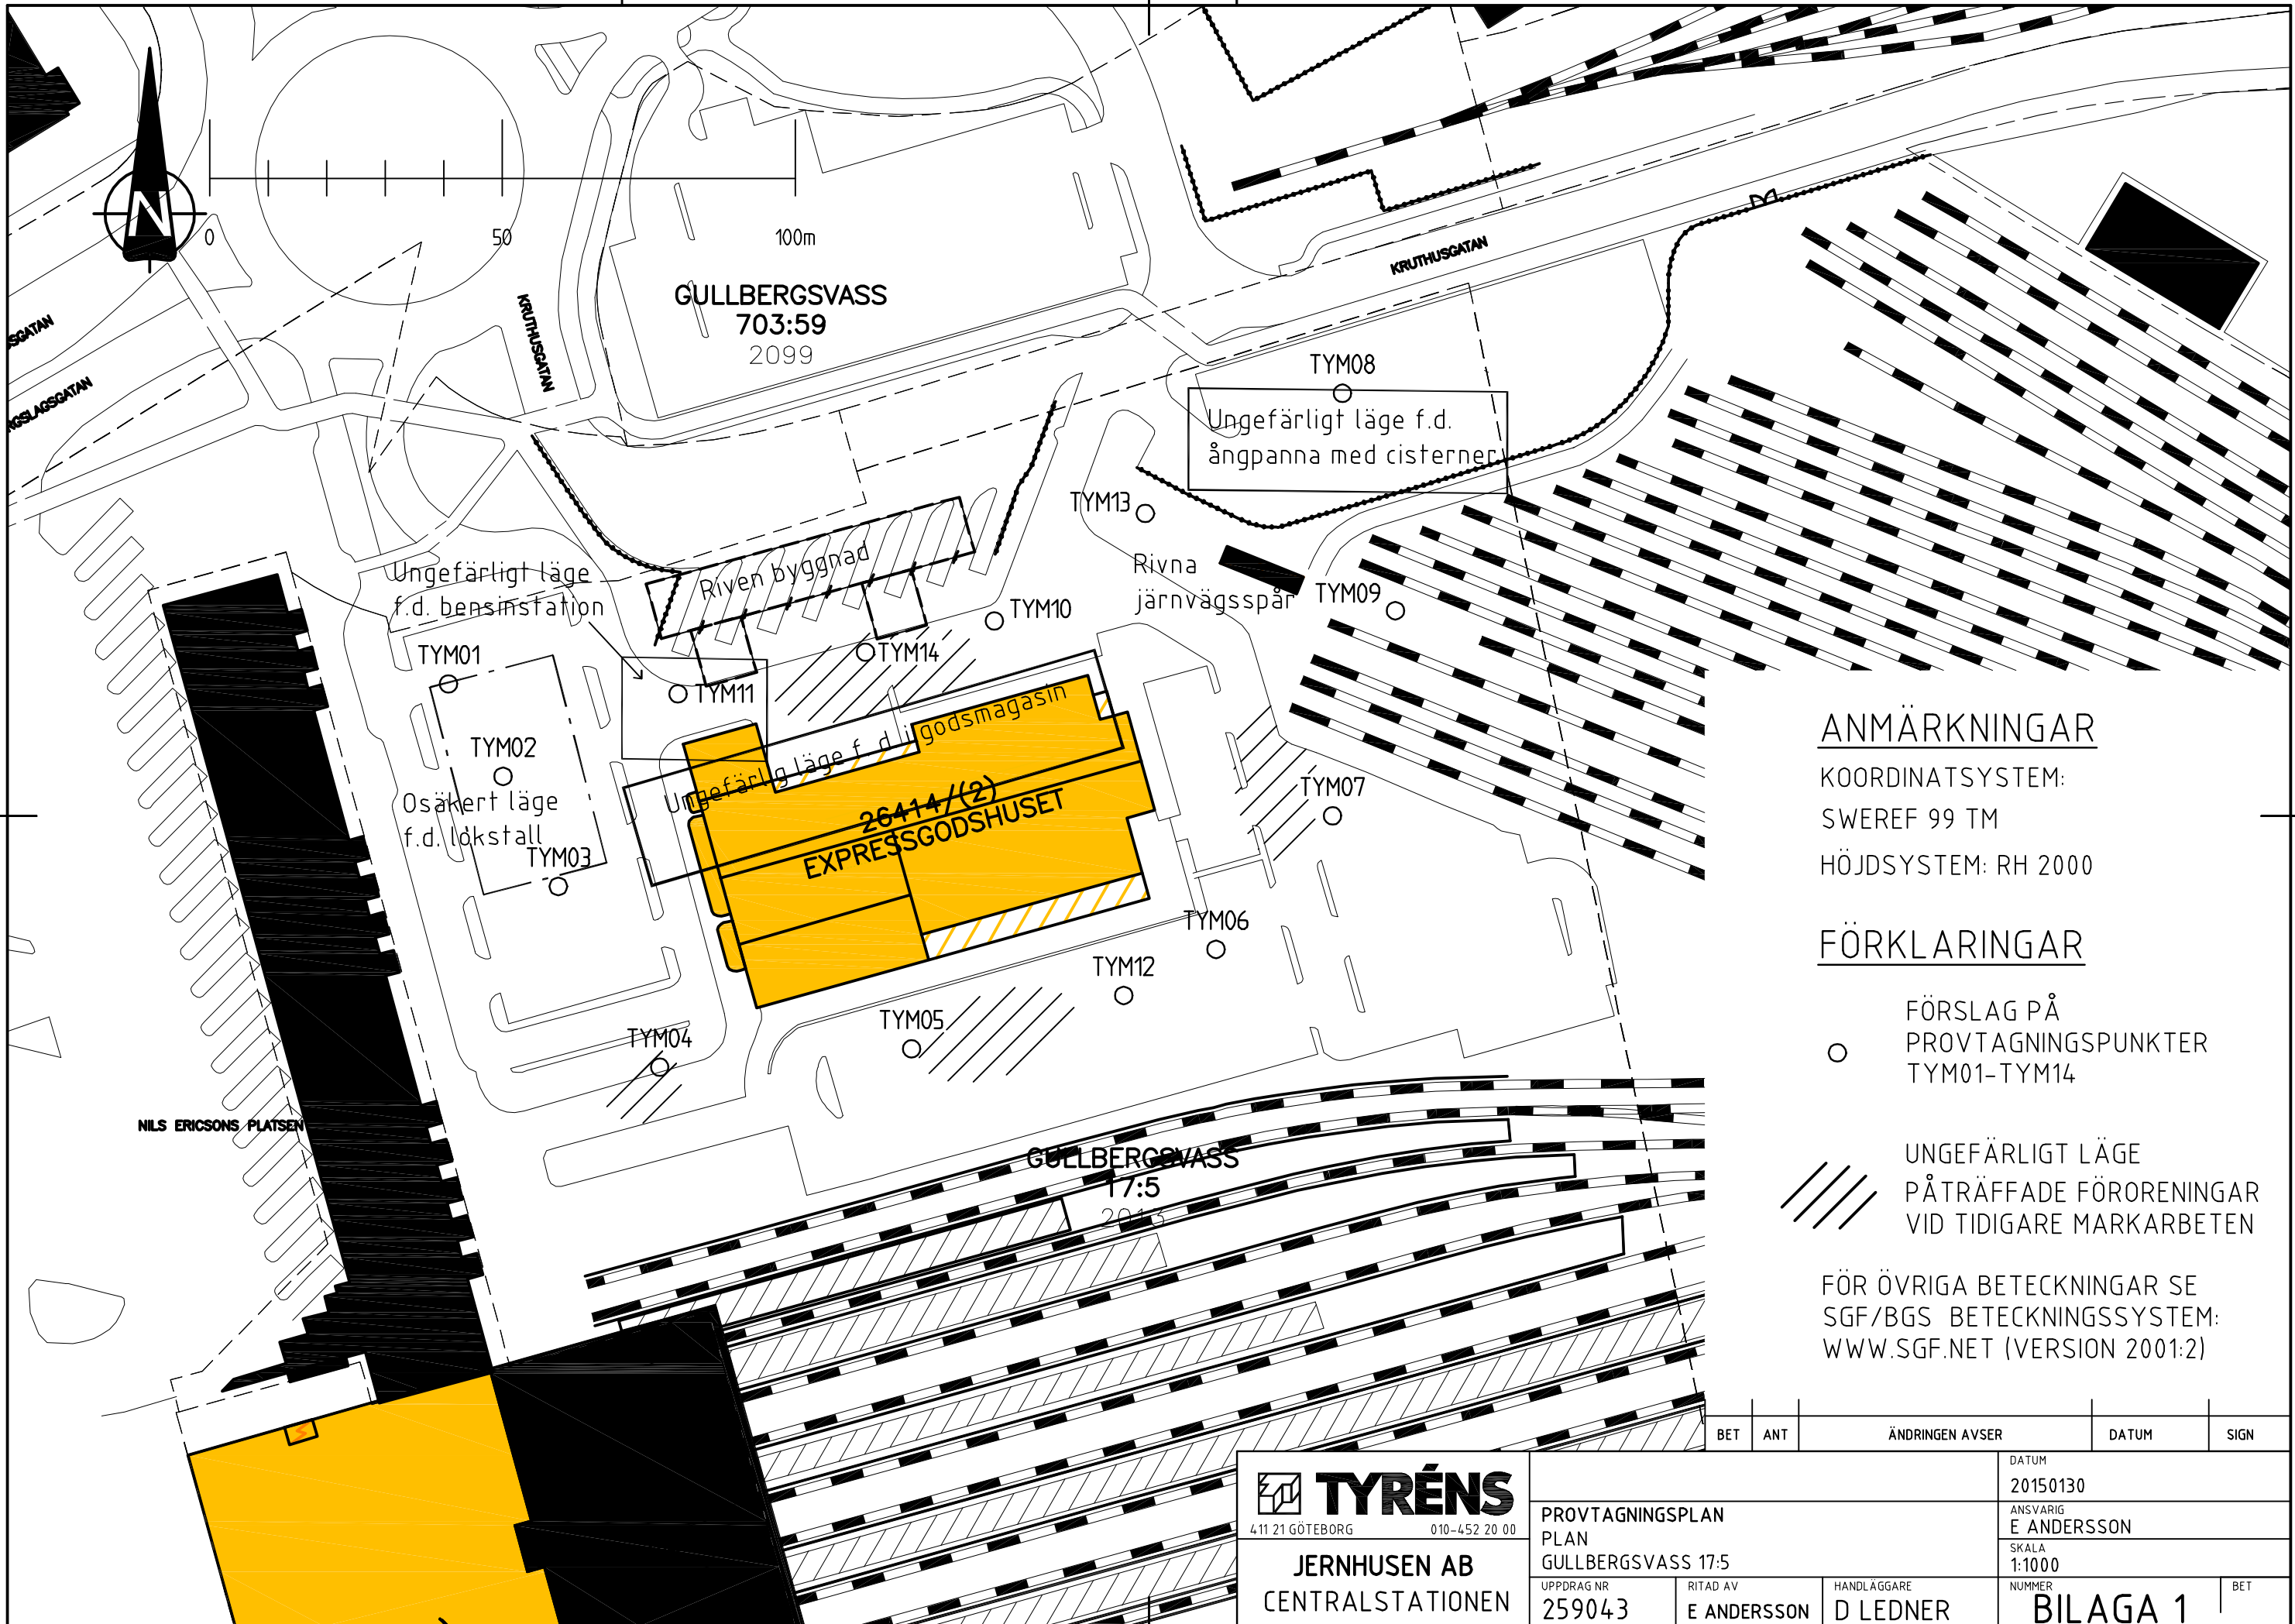 N
0
50
100m
GULLBERGSVASS
703:59
2099
KRUTHUSGATAN
KRUTHUSGATAN
SGATAN
RGSLAGSGATAN
TYM08
Ungefärligt läge f.d.
ångpanna med cisterner
TYM13
Rivna
järnvägsspår
TYM09
Ungefärligt läge
f.d. bensinstation
Riven byggnad
TYM10
TYM14
TYM01
TYM11
TYM02
Osäkert läge
f.d. lokstall
TYM03
Ungefärlig läge f d i godsmagasin
26414/(2)
EXPRESSGODSHUSET
TYM07
TYM06
TYM12
TYM05
TYM04
NILS ERICSONS PLATSEN
GULLBERGSVASS
17:5
2013
ANMÄRKNINGAR
KOORDINATSYSTEM:
SWEREF 99 TM
HÖJDSYSTEM: RH 2000
FÖRKLARINGAR
FÖRSLAG PÅ
PROVTAGNINGSPUNKTER
TYM01-TYM14
UNGEFÄRLIGT LÄGE
PÅTRÄFFADE FÖRORENINGAR
VID TIDIGARE MARKARBETEN
FÖR ÖVRIGA BETECKNINGAR SE
SGF/BGS BETECKNINGSSYSTEM:
WWW.SGF.NET (VERSION 2001:2)
BET ANT ÄNDRINGEN AVSER DATUM SIGN
TYRÉNS
411 21 GÖTEBORG 010-452 20 00
JERNHUSEN AB
CENTRALSTATIONEN
PROVTAGNINGSPLAN
PLAN
GULLBERGSVASS 17:5
UPPDRAG NR
259043
RITAD AV
E ANDERSSON
HANDLÄGGARE
D LEDNER
DATUM
20150130
ANSVARIG
E ANDERSSON
SKALA
1:1000
NUMMER
BILAGA 1
BET